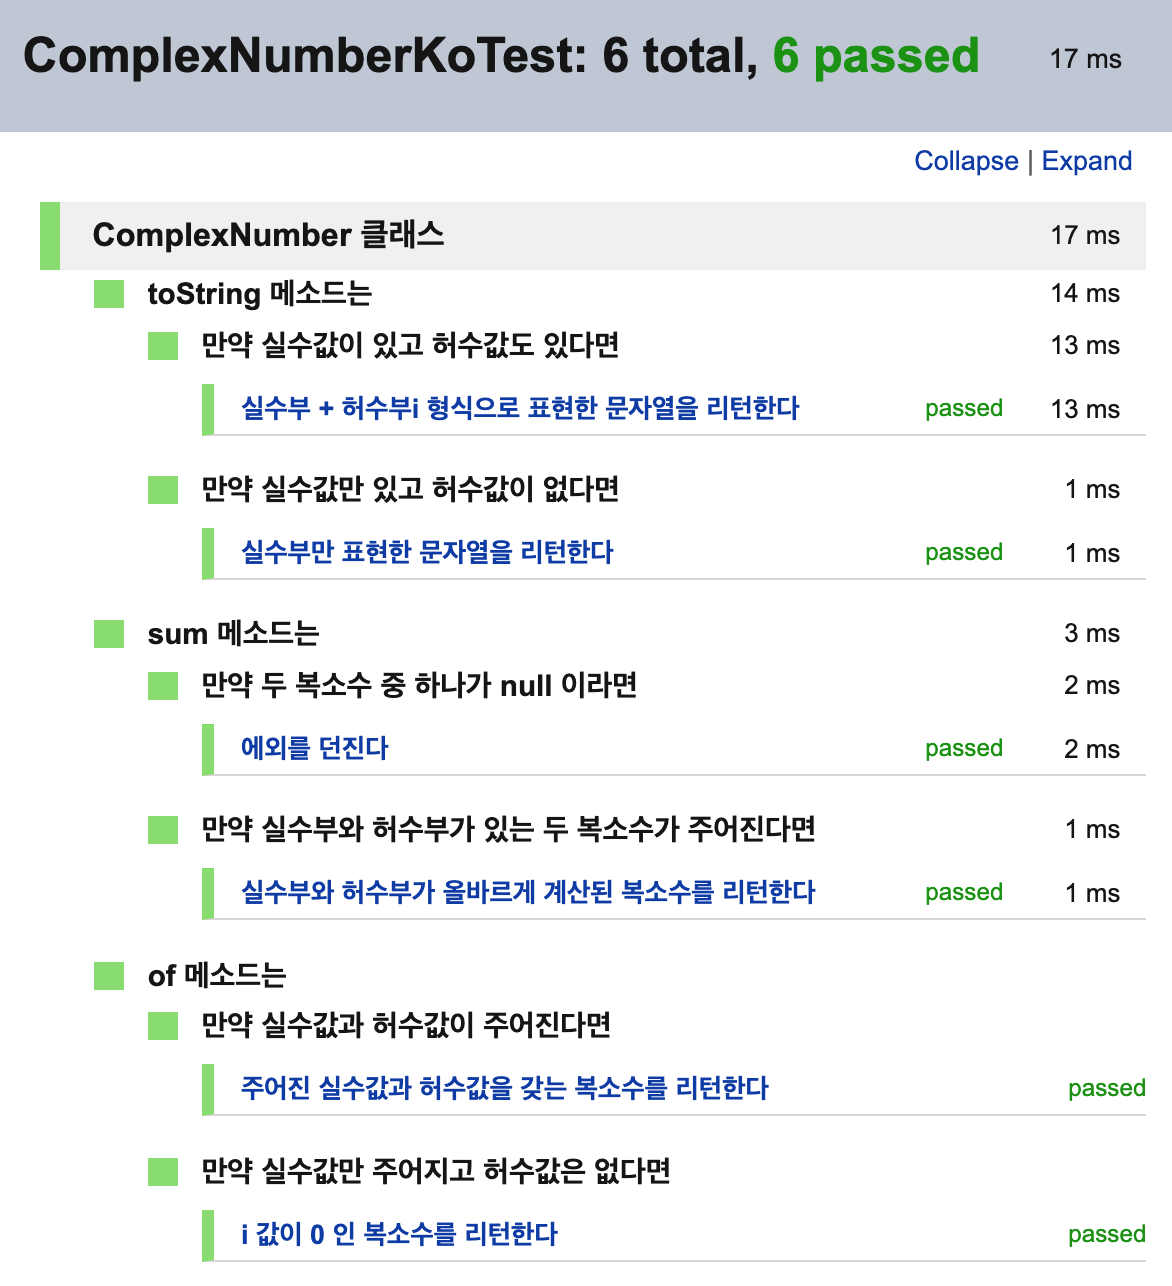 ComplexNumberKoTest: 6 total, 6 passed 17 ms
Collapse | Expand
ComplexNumber 클래스 17 ms
toString 메소드는 14 ms
만약 실수값이 있고 허수값도 있다면 13 ms
실수부 + 허수부i 형식으로 표현한 문자열을 리턴한다 passed 13 ms
만약 실수값만 있고 허수값이 없다면 1 ms
실수부만 표현한 문자열을 리턴한다 passed 1 ms
sum 메소드는 3 ms
만약 두 복소수 중 하나가 null 이라면 2 ms
에외를 던진다 passed 2 ms
만약 실수부와 허수부가 있는 두 복소수가 주어진다면 1 ms
실수부와 허수부가 올바르게 계산된 복소수를 리턴한다 passed 1 ms
of 메소드는
만약 실수값과 허수값이 주어진다면
주어진 실수값과 허수값을 갖는 복소수를 리턴한다 passed
만약 실수값만 주어지고 허수값은 없다면
i 값이 0 인 복소수를 리턴한다 passed